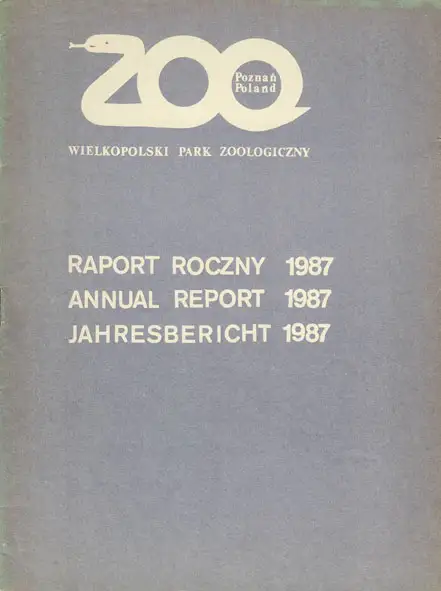 ZOO
Poznań
Poland
WIELKOPOLSKI PARK ZOOLOGICZNY
RAPORT ROCZNY 1987
ANNUAL REPORT 1987
JAHRESBERICHT 1987